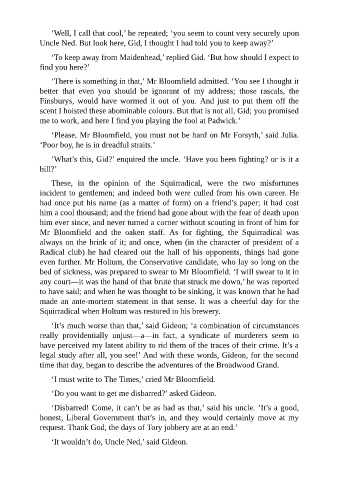 ‘Well, I call that cool,’ he repeated; ‘you seem to count very securely upon
Uncle Ned. But look here, Gid, I thought I had told you to keep away?’
‘To keep away from Maidenhead,’ replied Gid. ‘But how should I expect to
find you here?’
‘There is something in that,’ Mr Bloomfield admitted. ‘You see I thought it
better that even you should be ignorant of my address; those rascals, the
Finsburys, would have wormed it out of you. And just to put them off the
scent I hoisted these abominable colours. But that is not all, Gid; you promised
me to work, and here I find you playing the fool at Padwick.’
‘Please, Mr Bloomfield, you must not be hard on Mr Forsyth,’ said Julia.
‘Poor boy, he is in dreadful straits.’
‘What’s this, Gid?’ enquired the uncle. ‘Have you been fighting? or is it a
bill?’
These, in the opinion of the Squirradical, were the two misfortunes
incident to gentlemen; and indeed both were culled from his own career. He
had once put his name (as a matter of form) on a friend’s paper; it had cost
him a cool thousand; and the friend had gone about with the fear of death upon
him ever since, and never turned a corner without scouting in front of him for
Mr Bloomfield and the oaken staff. As for fighting, the Squirradical was
always on the brink of it; and once, when (in the character of president of a
Radical club) he had cleared out the hall of his opponents, things had gone
even further. Mr Holtum, the Conservative candidate, who lay so long on the
bed of sickness, was prepared to swear to Mr Bloomfield. ‘I will swear to it in
any court—it was the hand of that brute that struck me down,’ he was reported
to have said; and when he was thought to be sinking, it was known that he had
made an ante-mortem statement in that sense. It was a cheerful day for the
Squirradical when Holtum was restored to his brewery.
‘It’s much worse than that,’ said Gideon; ‘a combination of circumstances
really providentially unjust—a—in fact, a syndicate of murderers seem to
have perceived my latent ability to rid them of the traces of their crime. It’s a
legal study after all, you see!’ And with these words, Gideon, for the second
time that day, began to describe the adventures of the Broadwood Grand.
‘I must write to The Times,’ cried Mr Bloomfield.
‘Do you want to get me disbarred?’ asked Gideon.
‘Disbarred! Come, it can’t be as bad as that,’ said his uncle. ‘It’s a good,
honest, Liberal Government that’s in, and they would certainly move at my
request. Thank God, the days of Tory jobbery are at an end.’
‘It wouldn’t do, Uncle Ned,’ said Gideon.